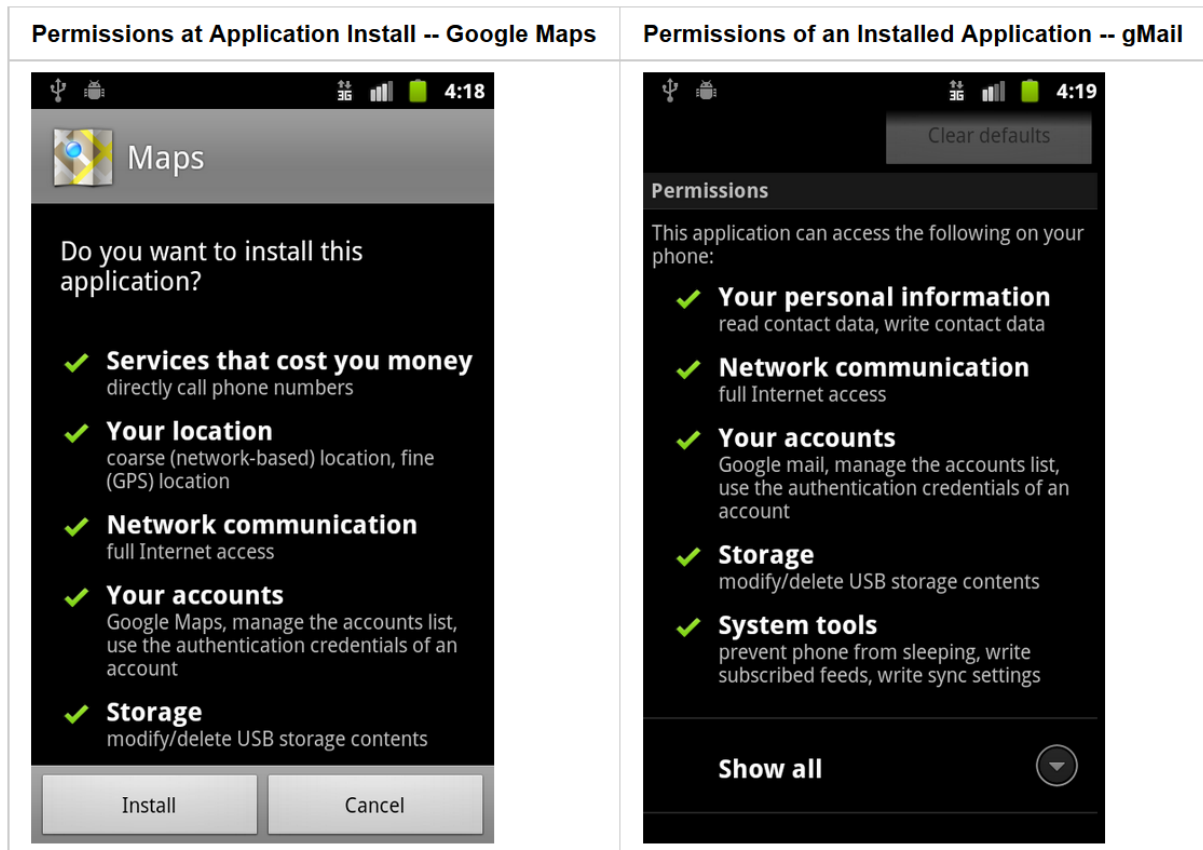 Permissions at Application Install -- Google Maps
Permissions of an Installed Application -- gMail
3G
4:18
Maps
Do you want to install this
application?
Services that cost you money
directly call phone numbers
Your location
coarse (network-based) location, fine
(GPS) location
Network communication
full Internet access
Your accounts
Google Maps, manage the accounts list,
use the authentication credentials of an
account
Storage
modify/delete USB storage contents
Install
Cancel
3G
4:19
Clear defaults
Permissions
This application can access the following on your
phone:
Your personal information
read contact data, write contact data
Network communication
full Internet access
Your accounts
Google mail, manage the accounts list,
use the authentication credentials of an
account
Storage
modify/delete USB storage contents
System tools
prevent phone from sleeping, write
subscribed feeds, write sync settings
Show all